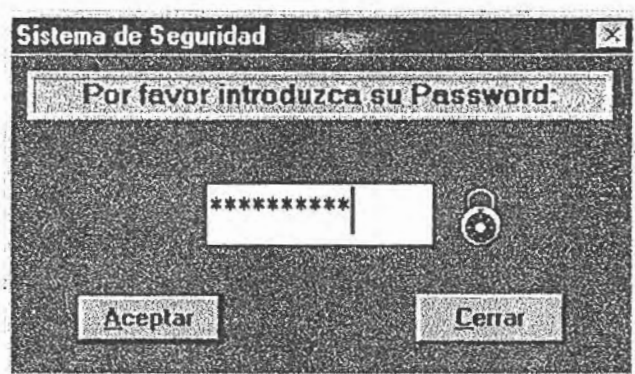 Sistema de Seguridad
Por favor introduzca su Password:
**********
Aceptar
Cerrar